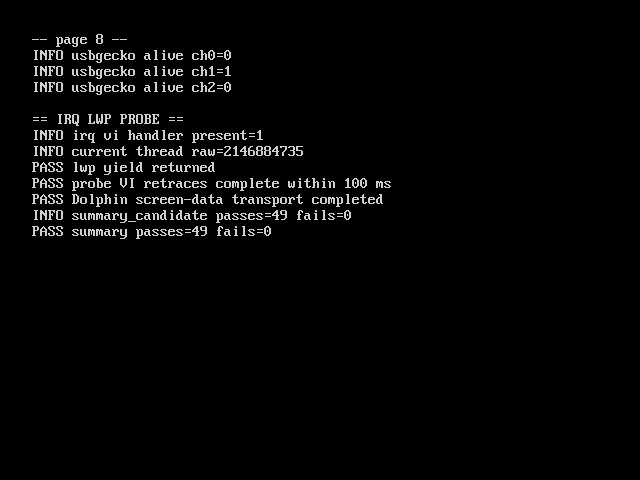 -- page 8 --
INFO usbgecko alive ch0=0
INFO usbgecko alive ch1=1
INFO usbgecko alive ch2=0
== IRQ LWP PROBE ==
INFO irq vi handler present=1
INFO current thread raw=2146884735
PASS lwp yield returned
PASS probe VI retraces complete within 100 ms
PASS Dolphin screen-data transport completed
INFO summary_candidate passes=49 fails=0
PASS summary passes=49 fails=0